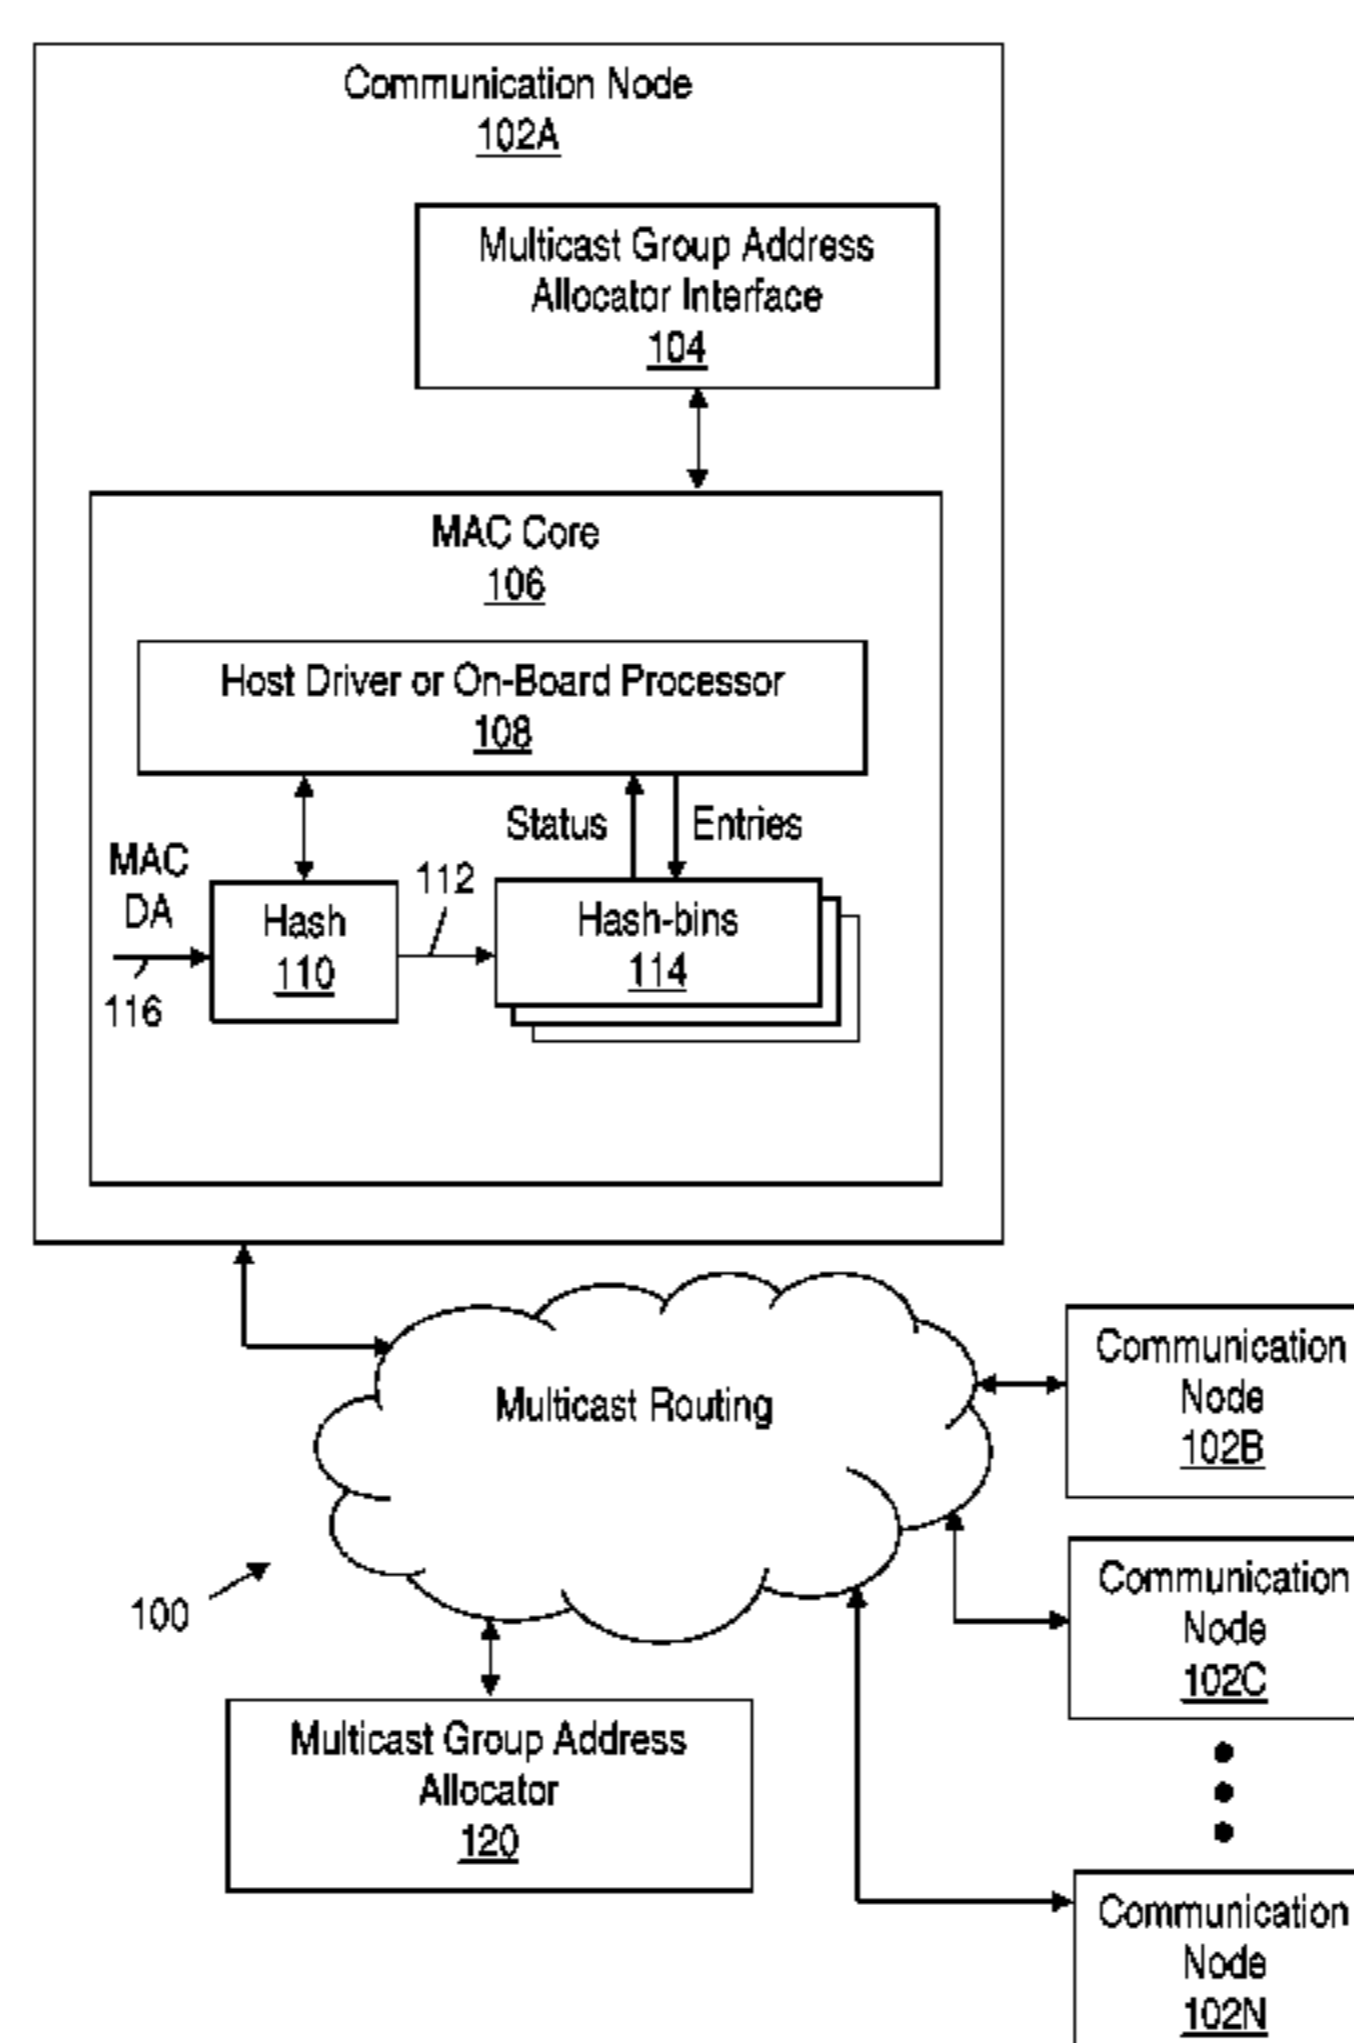 Communication Node
102A
Multicast Group Address
Allocator Interface
104
MAC Core
106
Host Driver or On-Board Processor
108
Status
Entries
MAC
DA
112
Hash
110
Hash-bins
114
116
Multicast Routing
Communication
Node
102B
Communication
Node
102C
100
Multicast Group Address
Allocator
120
Communication
Node
102N